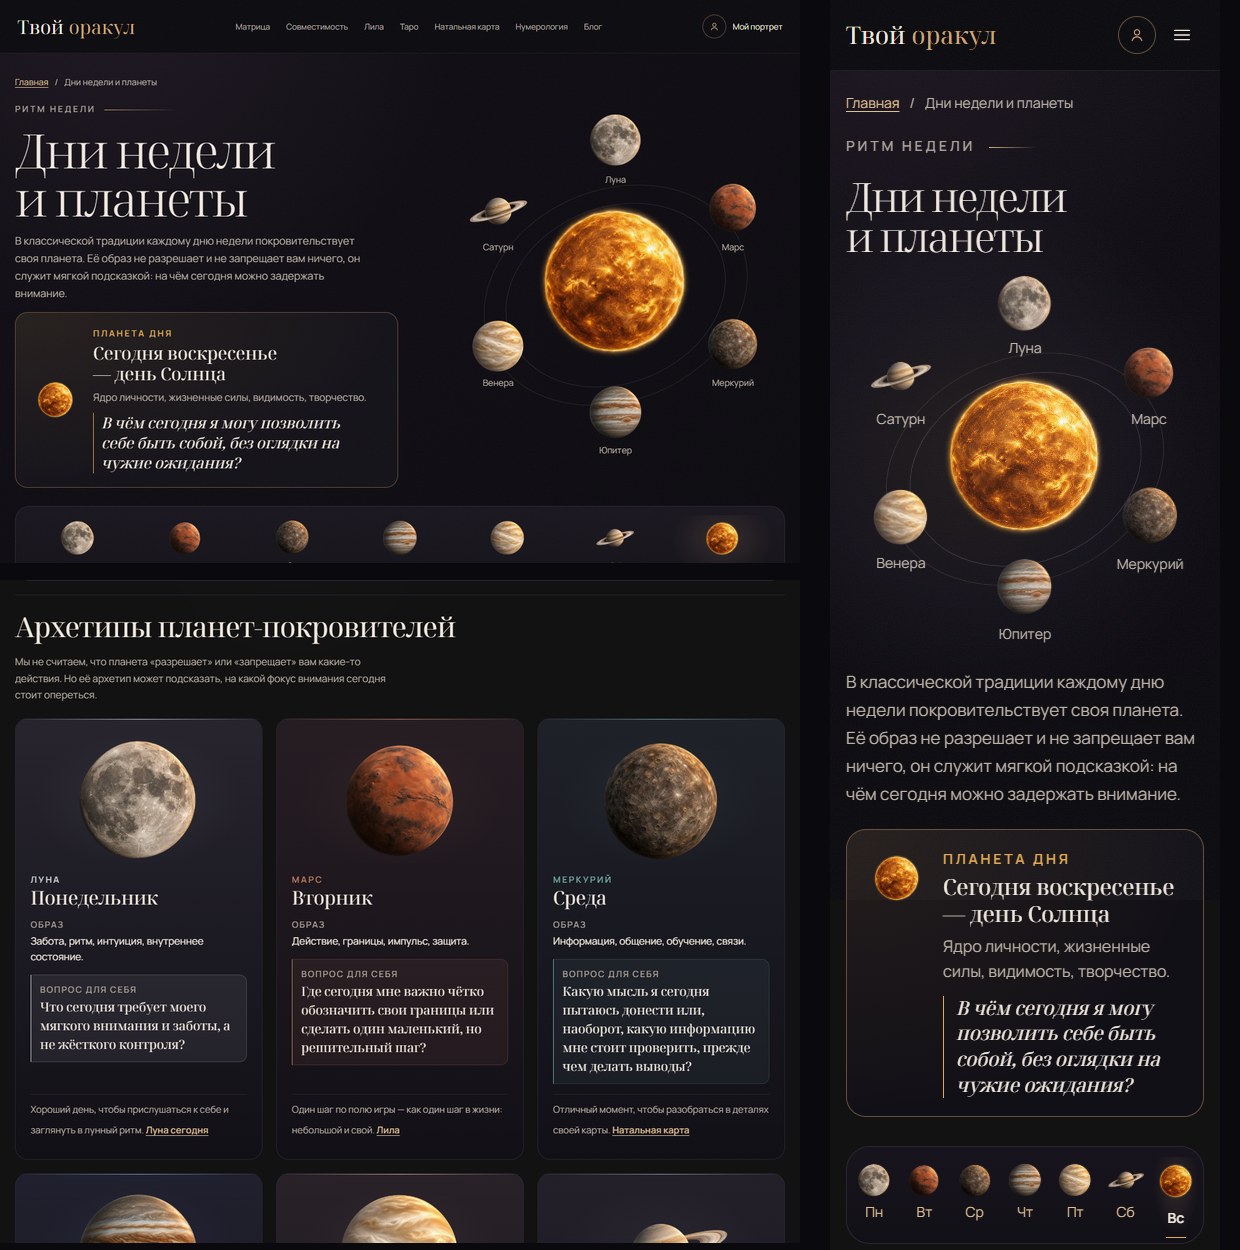 Твой оракул
Матрица Совместимость Лила Таро Натальная карта Нумерология Блог
Мой портрет
Главная / Дни недели и планеты
РИТМ НЕДЕЛИ
Дни недели
и планеты
В классической традиции каждому дню недели покровительствует
своя планета. Её образ не разрешает и не запрещает вам ничего, он
служит мягкой подсказкой: на чём сегодня можно задержать
внимание.
ПЛАНЕТА ДНЯ
Сегодня воскресенье
— день Солнца
Ядро личности, жизненные силы, видимость, творчество.
В чём сегодня я могу позволить
себе быть собой, без оглядки на
чужие ожидания?
Луна
Сатурн
Марс
Венера
Меркурий
Юпитер
Архетипы планет-покровителей
Мы не считаем, что планета «разрешает» или «запрещает» вам какие-то
действия. Но её архетип может подсказать, на какой фокус внимания сегодня
стоит опереться.
ЛУНА
Понедельник
ОБРАЗ
Забота, ритм, интуиция, внутреннее
состояние.
ВОПРОС ДЛЯ СЕБЯ
Что сегодня требует моего
мягкого внимания и заботы, а
не жёсткого контроля?
Хороший день, чтобы прислушаться к себе и
заглянуть в лунный ритм. Луна сегодня
МАРС
Вторник
ОБРАЗ
Действие, границы, импульс, защита.
ВОПРОС ДЛЯ СЕБЯ
Где сегодня мне важно чётко
обозначить свои границы или
сделать один маленький, но
решительный шаг?
Один шаг по полю игры — как один шаг в жизни:
небольшой и свой. Лила
МЕРКУРИЙ
Среда
ОБРАЗ
Информация, общение, обучение, связи.
ВОПРОС ДЛЯ СЕБЯ
Какую мысль я сегодня
пытаюсь донести или,
наоборот, какую информацию
мне стоит проверить, прежде
чем делать выводы?
Отличный момент, чтобы разобраться в деталях
своей карты. Натальная карта
Твой оракул
Главная / Дни недели и планеты
РИТМ НЕДЕЛИ
Дни недели
и планеты
Луна
Сатурн
Марс
Венера
Меркурий
Юпитер
В классической традиции каждому дню
недели покровительствует своя планета.
Её образ не разрешает и не запрещает вам
ничего, он служит мягкой подсказкой: на
чём сегодня можно задержать внимание.
ПЛАНЕТА ДНЯ
Сегодня воскресенье
— день Солнца
Ядро личности, жизненные
силы, видимость, творчество.
В чём сегодня я могу
позволить себе быть
собой, без оглядки на
чужие ожидания?
Пн Вт Ср Чт Пт Сб Вс